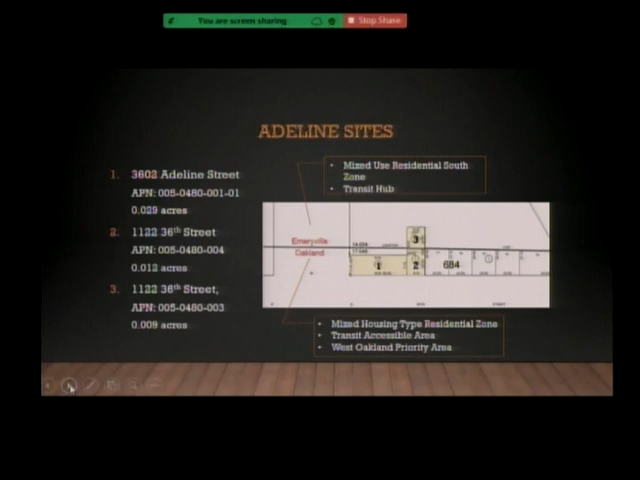 You are screen sharing
Stop Share
ADELINE SITES
1. 3602 Adeline Street
APN: 005-0480-001-01
0.029 acres
2. 1122 36th Street
APN: 005-0480-004
0.012 acres
3. 1122 36th Street,
APN: 005-0480-003
0.009 acres
• Mixed Use Residential South
Zone
• Transit Hub
Emeryville
Oakland
3
1
2
684
• Mixed Housing Type Residential Zone
• Transit Accessible Area
• West Oakland Priority Area